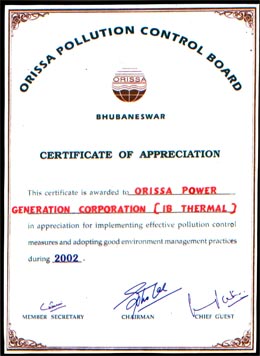 ORISSA POLLUTION CONTROL BOARD
ORISSA
BHUBANESWAR
CERTIFICATE OF APPRECIATION
This certificate is awarded to ORISSA POWER
GENERATION CORPORATION [IB THERMAL]
in appreciation for implementing effective pollution control
measures and adopting good environment management practices
during 2002.
MEMBER SECRETARY CHAIRMAN CHIEF GUEST